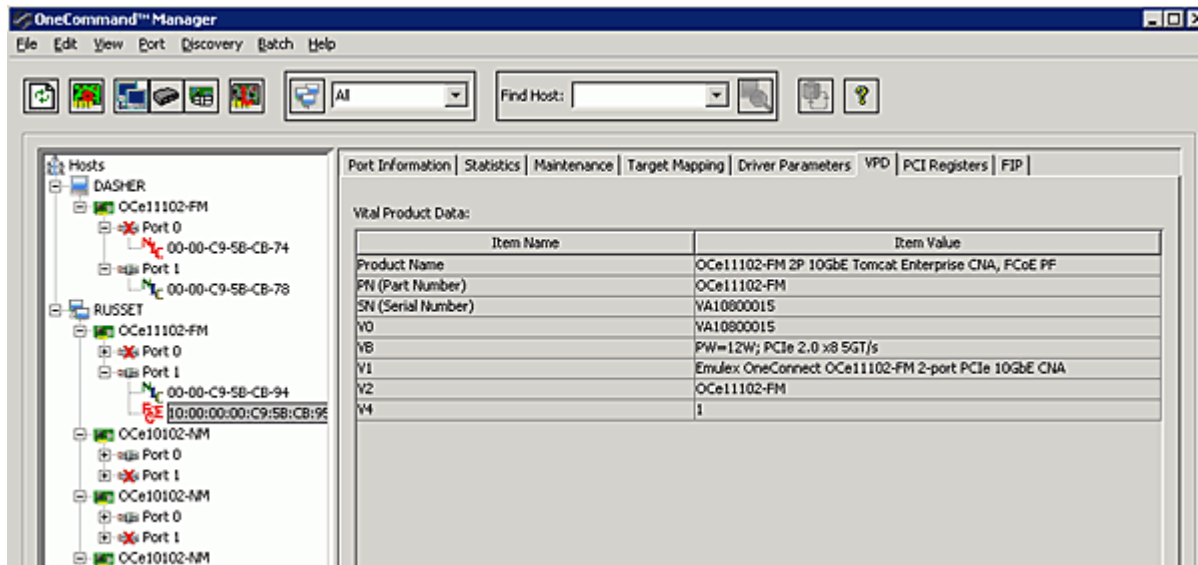 OneCommand™ Manager
File Edit View Port Discovery Batch Help
All Find Host:
Hosts
DASHER
OCe11102-FM
Port 0
NIC 00-00-C9-5B-CB-74
Port 1
NIC 00-00-C9-5B-CB-78
RUSSET
OCe11102-FM
Port 0
Port 1
NIC 00-00-C9-5B-CB-94
FCoE 10:00:00:00:C9:5B:CB:95
OCe10102-NM
Port 0
Port 1
OCe10102-NM
Port 0
Port 1
OCe10102-NM
Port Information Statistics Maintenance Target Mapping Driver Parameters VPD PCI Registers FIP
Vital Product Data:
Item Name Item Value
Product Name OCe11102-FM 2P 10GbE Tomcat Enterprise CNA, FCoE PF
PN (Part Number) OCe11102-FM
SN (Serial Number) VA10800015
V0 VA10800015
VB PW=12W; PCIe 2.0 x8 5GT/s
V1 Emulex OneConnect OCe11102-FM 2-port PCIe 10GbE CNA
V2 OCe11102-FM
V4 1